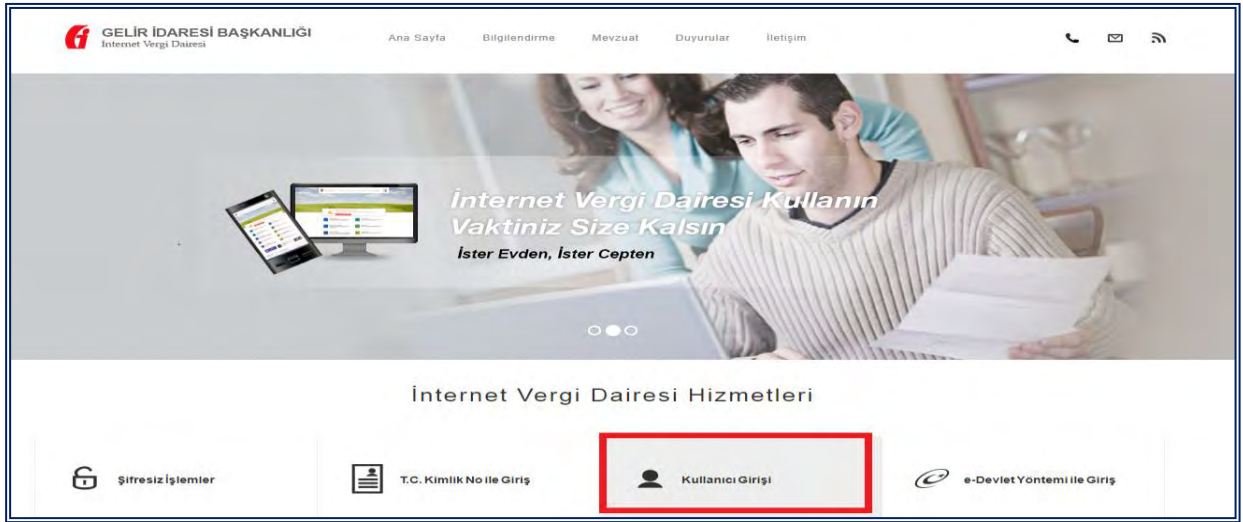 GELİR İDARESİ BAŞKANLIĞI
Internet Vergi Dairesi
Ana Sayfa Bilgilendirme Mevzuat Duyurular İletişim
İnternet Vergi Dairesi Kullanın
Vaktiniz Size Kalsın
İster Evden, İster Cepten
İnternet Vergi Dairesi Hizmetleri
Şifresiz İşlemler T.C. Kimlik No ile Giriş Kullanıcı Girişi e-Devlet Yöntemi ile Giriş